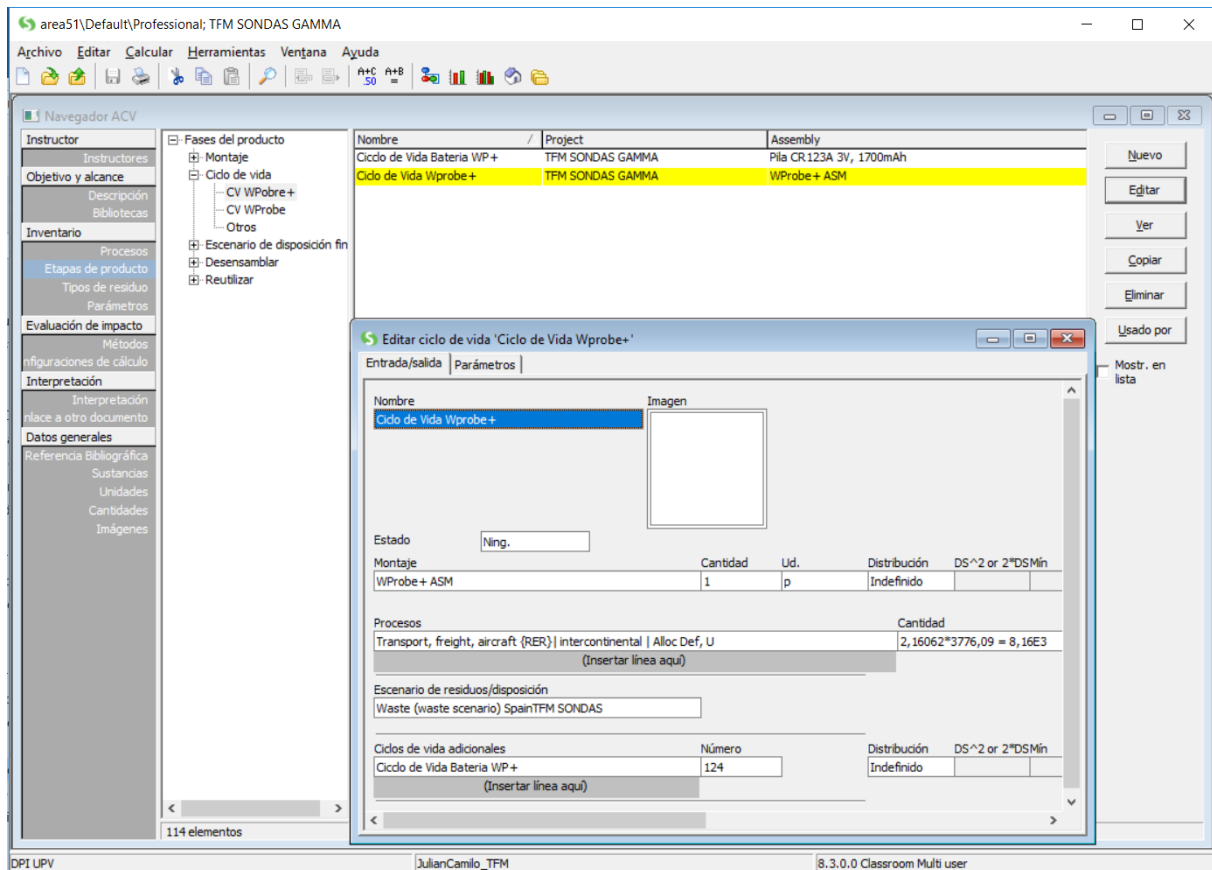 area51\Default\Professional; TFM SONDAS GAMMA
Archivo Editar Calcular Herramientas Ventana Ayuda
A+C .50 A+B =
Navegador ACV
Instructor
Instructores
Objetivo y alcance
Descripción
Bibliotecas
Inventario
Procesos
Etapas de producto
Tipos de residuo
Parámetros
Evaluación de impacto
Métodos
nfiguraciones de cálculo
Interpretación
Interpretación
nlace a otro documento
Datos generales
Referencia Bibliográfica
Sustancias
Unidades
Cantidades
Imágenes
Fases del producto
Montaje
Ciclo de vida
CV WPobre+
CV WProbe
Otros
Escenario de disposición fin
Desensamblar
Reutilizar
114 elementos
Nombre / Project Assembly
Cicclo de Vida Bateria WP+ TFM SONDAS GAMMA Pila CR123A 3V, 1700mAh
Ciclo de Vida Wprobe+ TFM SONDAS GAMMA WProbe+ ASM
Nuevo
Editar
Ver
Copiar
Eliminar
Usado por
Mostr. en
lista
Editar ciclo de vida 'Ciclo de Vida Wprobe+'
Entrada/salida Parámetros
Nombre Imagen
Ciclo de Vida Wprobe+
Estado Ning.
Montaje Cantidad Ud. Distribución DS^2 or 2*DSMín
WProbe+ ASM 1 p Indefinido
Procesos Cantidad
Transport, freight, aircraft {RER}| intercontinental | Alloc Def, U 2,16062*3776,09 = 8,16E3
(Insertar línea aquí)
Escenario de residuos/disposición
Waste (waste scenario) SpainTFM SONDAS
Ciclos de vida adicionales Número Distribución DS^2 or 2*DSMín
Ciccلo de Vida Bateria WP+ 124 Indefinido
(Insertar línea aquí)
DPI UPV JulianCamilo_TFM 8.3.0.0 Classroom Multi user